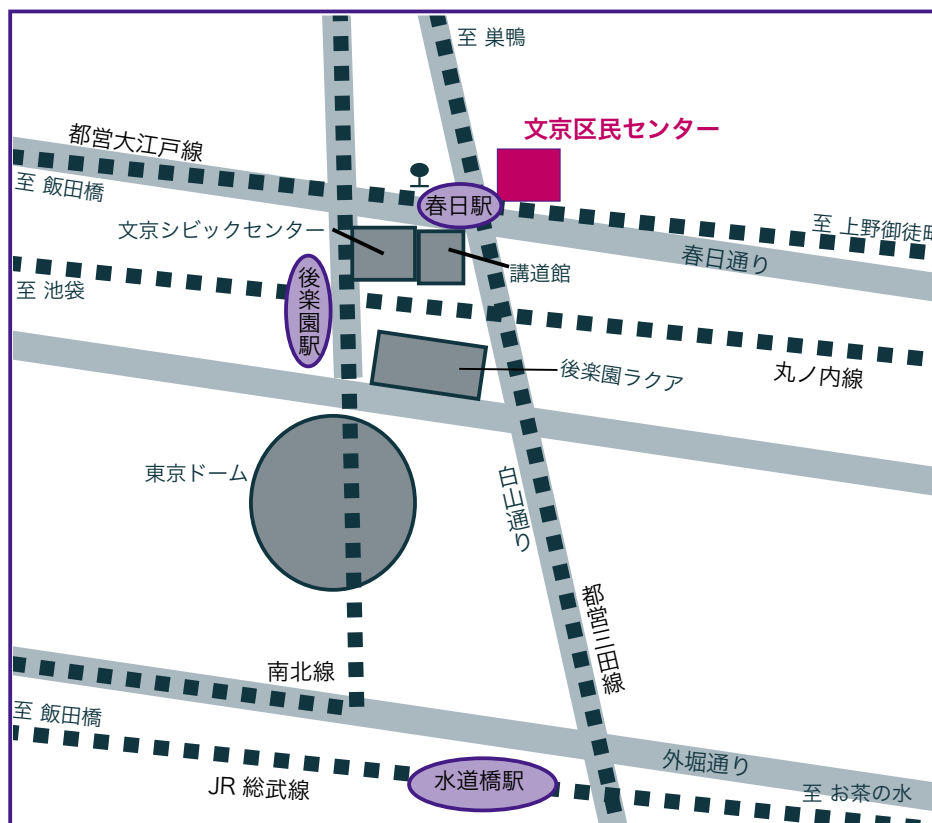 至 巣鴨
文京区民センター
都営大江戸線
至 飯田橋
春日駅
至 上野御徒町
文京シビックセンター
春日通り
講道館
至 池袋
後楽園駅
丸ノ内線
後楽園ラクア
東京ドーム
白山通り
都営三田線
南北線
至 飯田橋
外堀通り
水道橋駅
JR 総武線
至 お茶の水